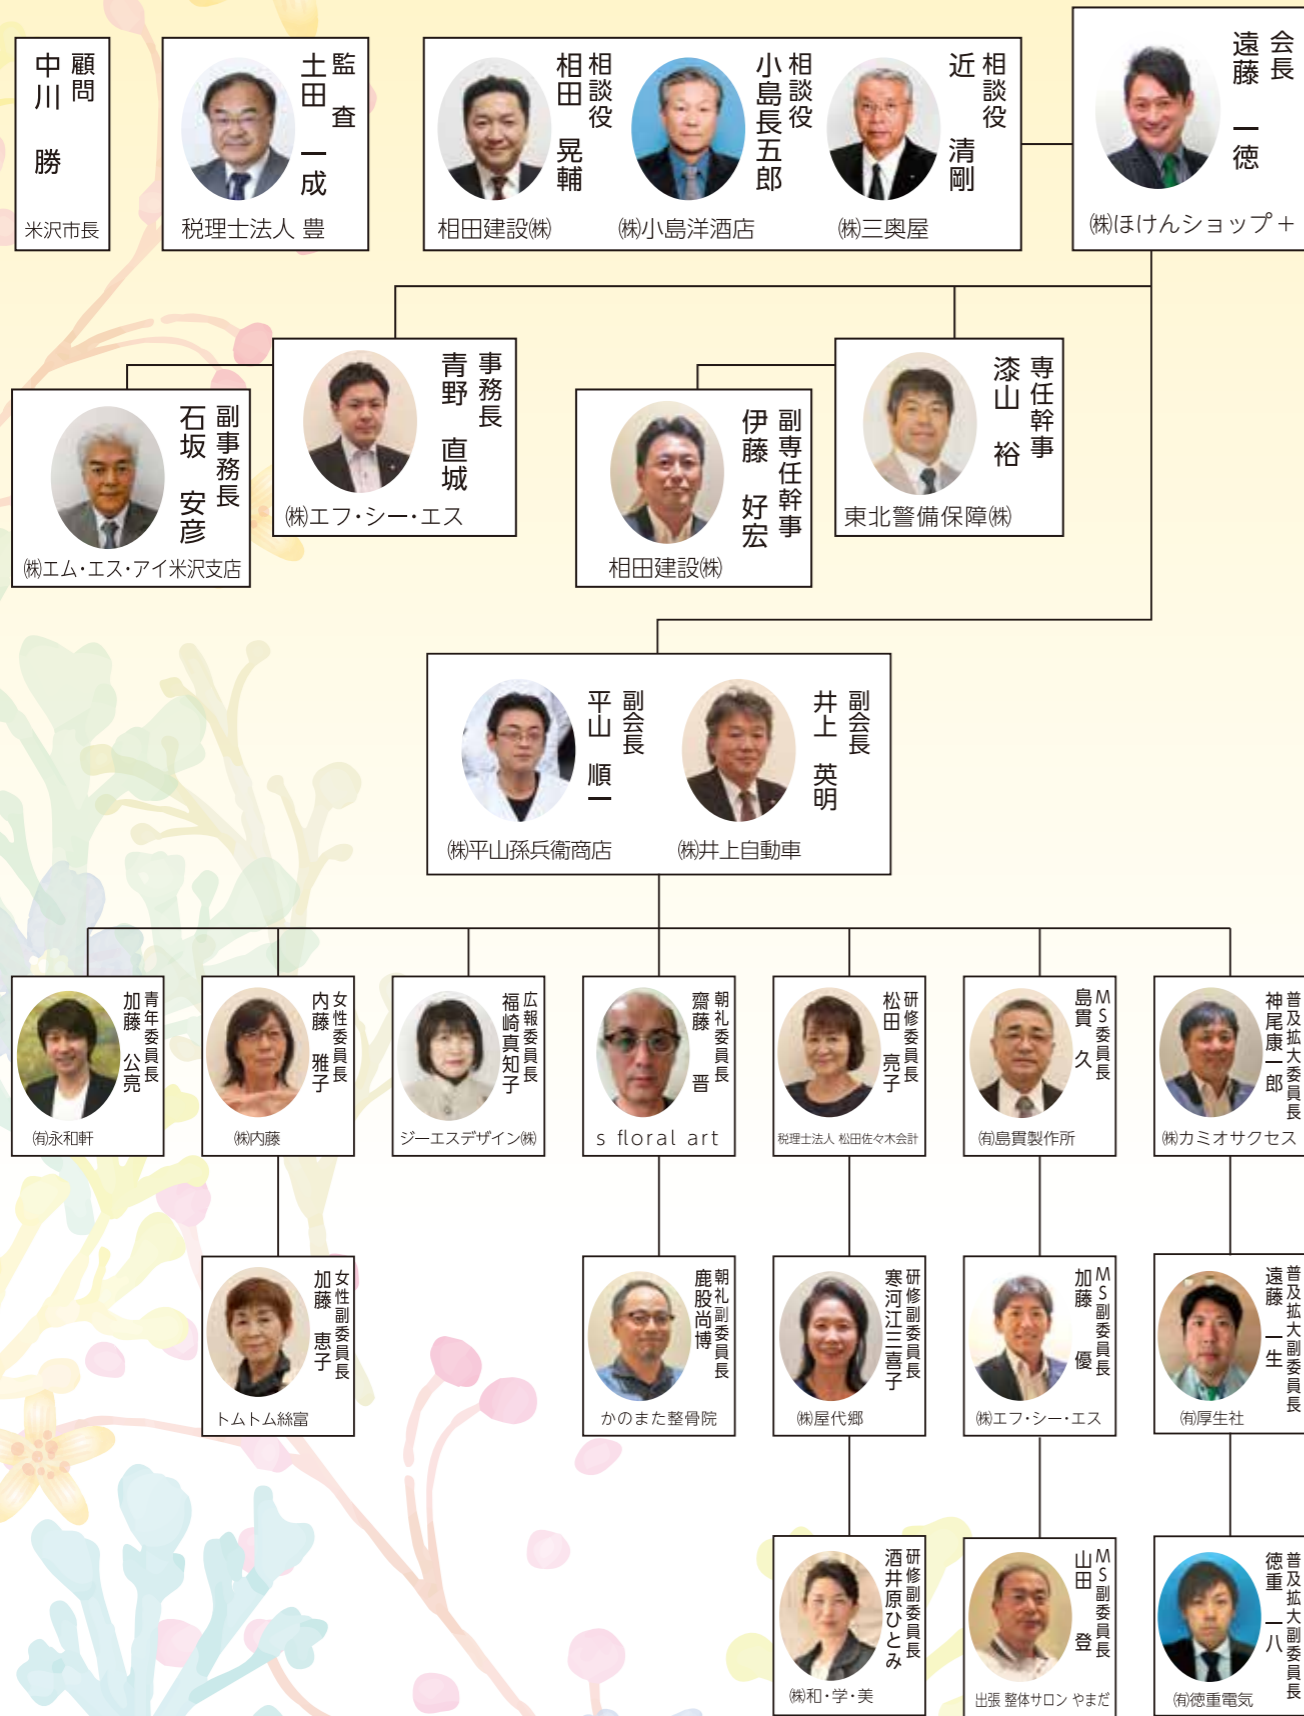 会長
遠藤 一徳
㈱ほけんショップ+
相談役
近 清剛
㈱三奥屋
相談役
小島長五郎
㈱小島洋酒店
相談役
相田 晃輔
相田建設㈱
監査
土田 一成
税理士法人 豊
顧問
中川 勝
米沢市長
専任幹事
漆山 裕
東北警備保障㈱
副専任幹事
伊藤 好宏
相田建設㈱
事務長
青野 直城
㈱エフ・シー・エス
副事務長
石坂 安彦
㈱エム・エス・アイ米沢支店
副会長
井上 英明
㈱井上自動車
副会長
平山 順一
㈱平山孫兵衞商店
普及拡大委員長
神尾康一郎
㈱カミオサクセス
MS委員長
島貫 久
㈲島貫製作所
研修委員長
松田 亮子
税理士法人 松田佐々木会計
朝礼委員長
齋藤 晋
s floral art
広報委員長
福崎真知子
ジーエスデザイン㈱
女性委員長
内藤 雅子
㈱内藤
青年委員長
加藤 公亮
㈲永和軒
普及拡大副委員長
遠藤 一生
㈲厚生社
MS副委員長
加藤 優
㈱エフ・シー・エス
研修副委員長
寒河江三喜子
㈱屋代郷
朝礼副委員長
鹿股尚博
かのまた整骨院
女性副委員長
加藤 恵子
トムトム絲富
普及拡大副委員長
徳重 一八
㈲徳重電気
MS副委員長
山田 登
出張 整体サロン やまだ
研修副委員長
酒井原ひとみ
㈱和・学・美